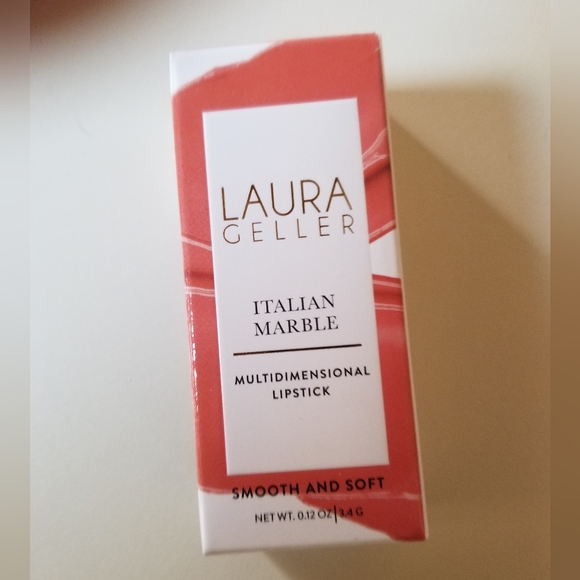 LAURA
GELLER
ITALIAN
MARBLE
MULTIDIMENSIONAL
LIPSTICK
SMOOTH AND SOFT
NET WT. 0.12 OZ|3.4 G